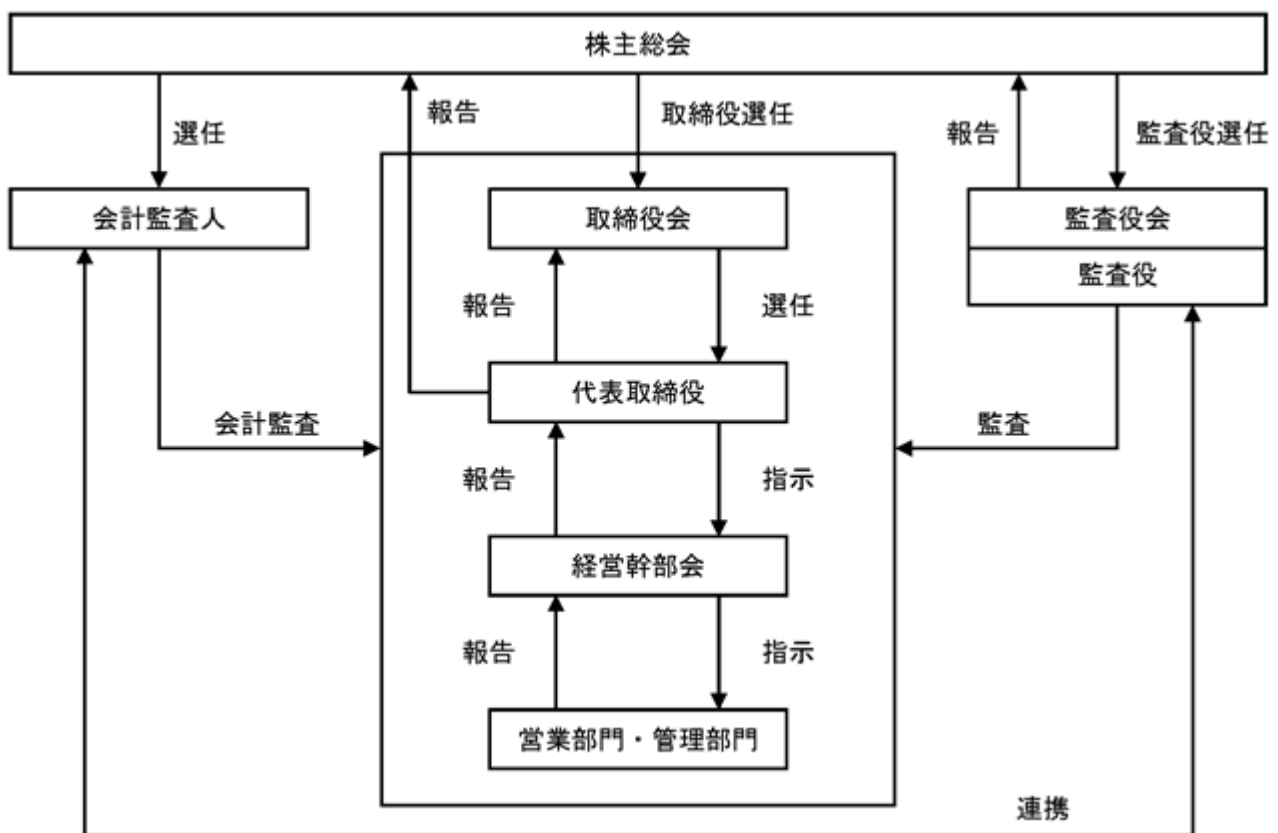 株主総会
選任
報告
取締役選任
報告
監査役選任
会計監査人
取締役会
監査役会
監査役
報告
選任
代表取締役
会計監査
監査
報告
指示
経営幹部会
報告
指示
営業部門・管理部門
連携